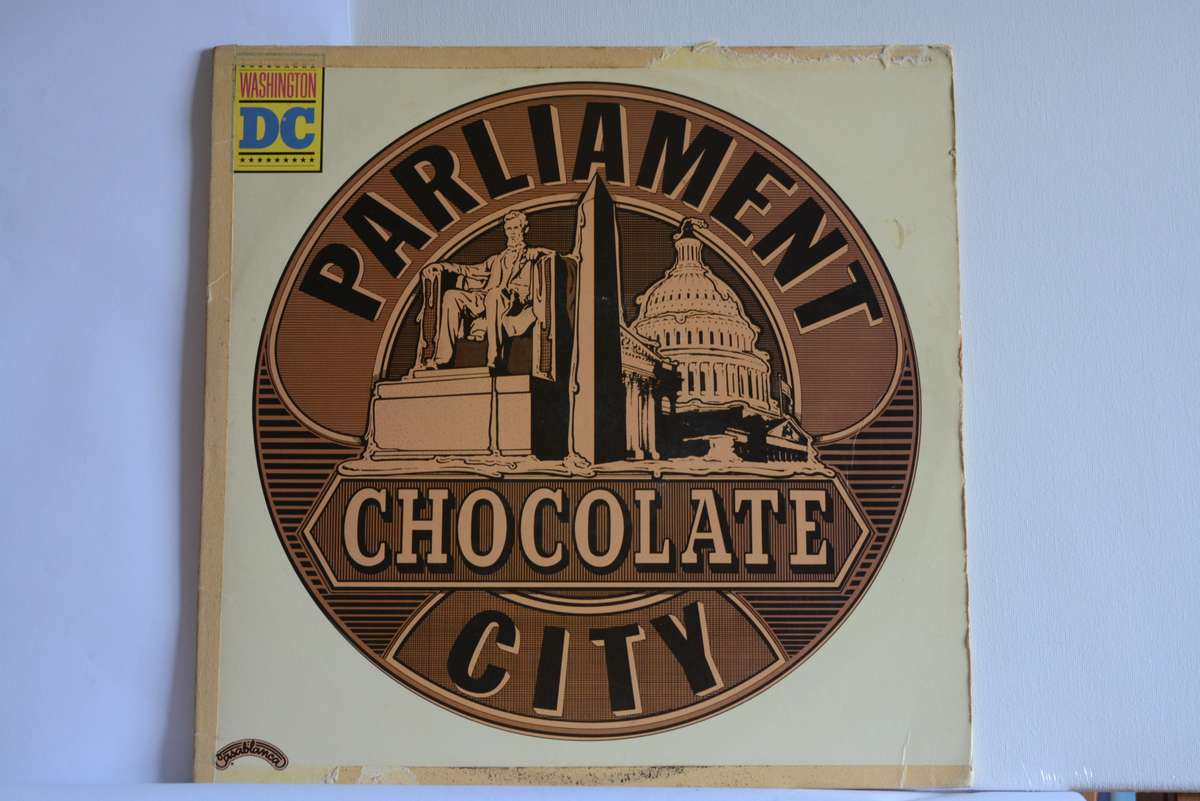 WASHINGTON
DC
PARLIAMENT
CHOCOLATE
CITY
Casablanca